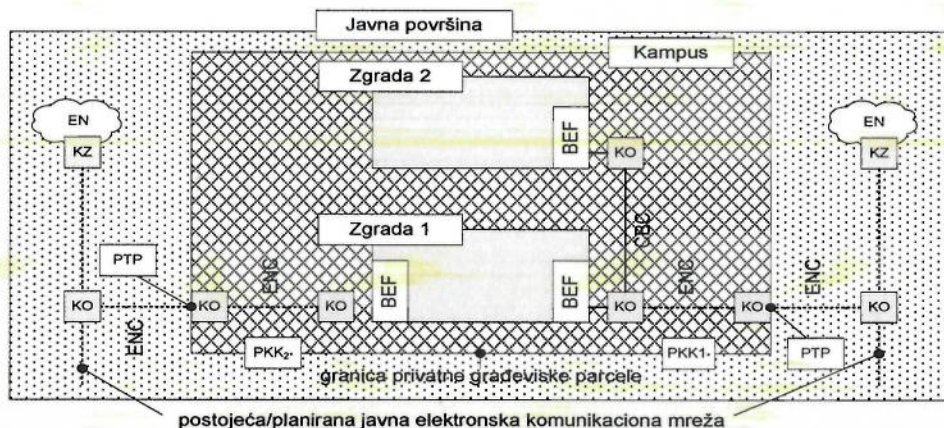 Javna površina
Kampus
Zgrada 2
EN
EN
KZ
BEF
KO
KZ
CBC
Zgrada 1
PTP
ENC
BEF
BEF
ENC
ENC
KO
KO
KO
KO
KO
KO
ENC
PKK₂.
PKK1.
PTP
granica privatne građeviske parcele
postojeća/planirana javna elektronska komunikaciona mreža